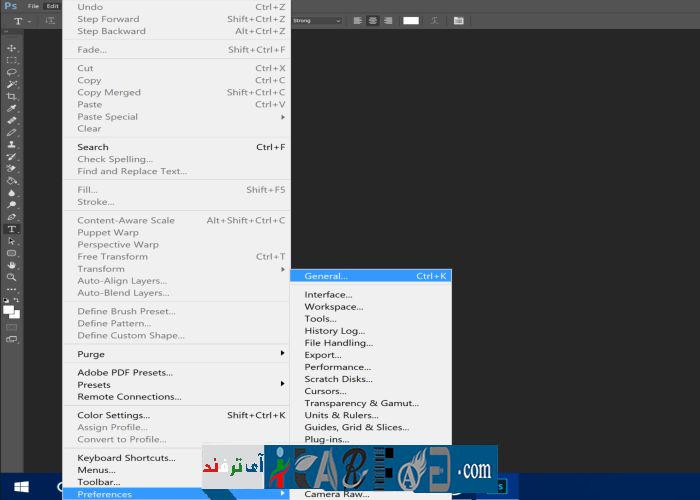 Ps File Edit
T Strong
Undo Ctrl+Z
Step Forward Shift+Ctrl+Z
Step Backward Alt+Ctrl+Z
Fade... Shift+Ctrl+F
Cut Ctrl+X
Copy Ctrl+C
Copy Merged Shift+Ctrl+C
Paste Ctrl+V
Paste Special
Clear
Search Ctrl+F
Check Spelling...
Find and Replace Text...
Fill... Shift+F5
Stroke...
Content-Aware Scale Alt+Shift+Ctrl+C
Puppet Warp
Perspective Warp
Free Transform Ctrl+T
Transform
Auto-Align Layers...
Auto-Blend Layers...
Define Brush Preset...
Define Pattern...
Define Custom Shape...
Purge
Adobe PDF Presets...
Presets
Remote Connections...
Color Settings... Shift+Ctrl+K
Assign Profile...
Convert to Profile...
Keyboard Shortcuts...
Menus...
Toolbar...
Preferences
General... Ctrl+K
Interface...
Workspace...
Tools...
History Log...
File Handling...
Export...
Performance...
Scratch Disks...
Cursors...
Transparency & Gamut...
Units & Rulers...
Guides, Grid & Slices...
Plug-ins...
Camera Raw...
آی ترفند
.com